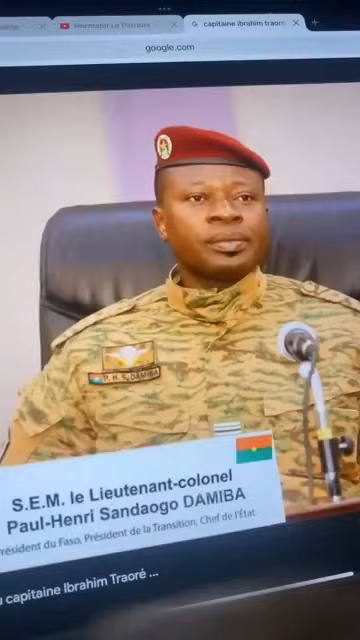 Hermann Le Patriote
capitaine ibrahim traoré
google.com
P. H. S. DAMIBA
S.E.M. le Lieutenant-colonel
Paul-Henri Sandaogo DAMIBA
Président du Faso, Président de la Transition, Chef de l'État
capitaine Ibrahim Traoré ...